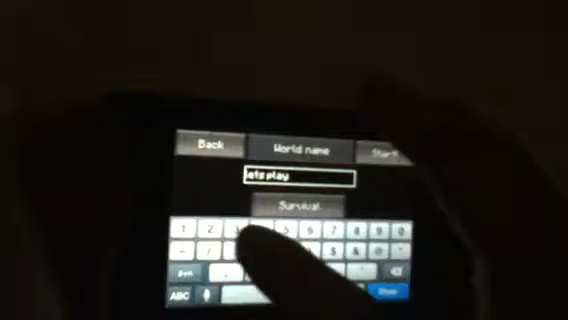 Back World name Start
lets play
Survival
1 2 3 5 6 7 8 9 0
- / $ & @ "
ABC